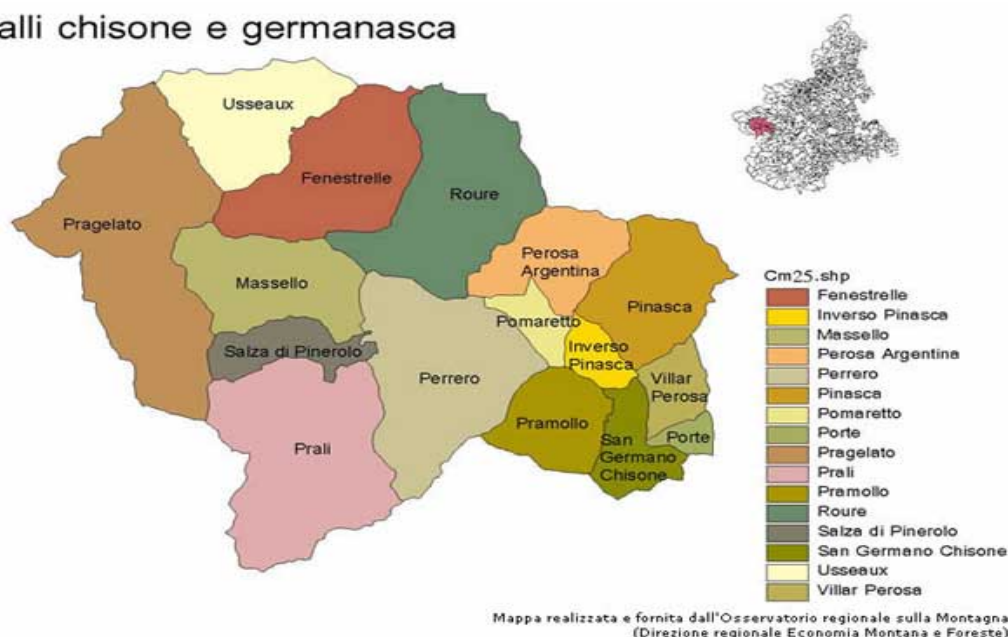 alli chisone e germanasca
Usseaux
Fenestrelle
Roure
Pragelato
Perosa
Argentina
Massello
Pinasca
Pomaretto
Inverso
Pinasca
Salza di Pinerolo
Perrero
Villar
Perosa
Pramollo
Prali
San
Germano
Chisone
Porte
Cm25.shp
Fenestrelle
Inverso Pinasca
Massello
Perosa Argentina
Perrero
Pinasca
Pomaretto
Porte
Pragelato
Prali
Pramollo
Roure
Salza di Pinerolo
San Germano Chisone
Usseaux
Villar Perosa
Mappa realizzata e fornita dall'Osservatorio regionale sulla Montagna
(Direzione regionale Economia Montana e Foreste)